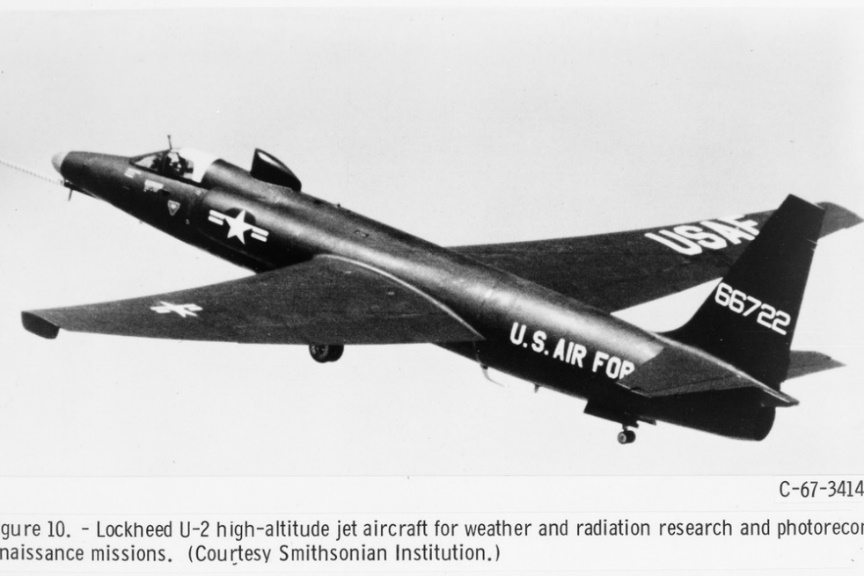 USAF
66722
U.S. AIR FOR
C-67-3414
gure 10. - Lockheed U-2 high-altitude jet aircraft for weather and radiation research and photorecon
naissance missions. (Courtesy Smithsonian Institution.)